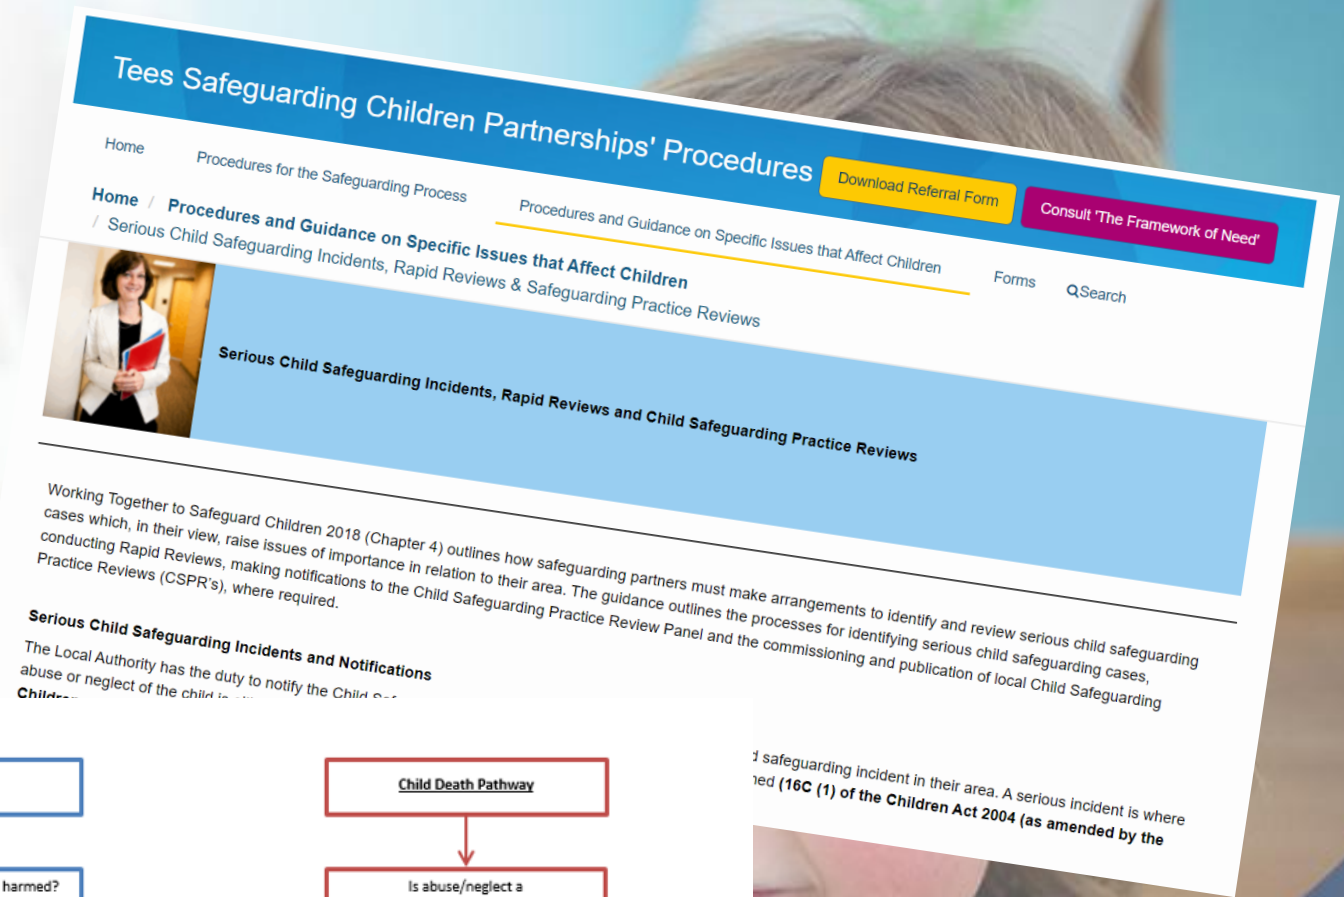 Tees Safeguarding Children Partnerships' Procedures
Download Referral Form
Consult 'The Framework of Need'
Home
Procedures for the Safeguarding Process
Procedures and Guidance on Specific Issues that Affect Children
Forms
Search
Home / Procedures and Guidance on Specific Issues that Affect Children
/ Serious Child Safeguarding Incidents, Rapid Reviews & Safeguarding Practice Reviews
Serious Child Safeguarding Incidents, Rapid Reviews and Child Safeguarding Practice Reviews
Working Together to Safeguard Children 2018 (Chapter 4) outlines how safeguarding partners must make arrangements to identify and review serious child safeguarding
cases which, in their view, raise issues of importance in relation to their area. The guidance outlines the processes for identifying serious child safeguarding cases,
conducting Rapid Reviews, making notifications to the Child Safeguarding Practice Review Panel and the commissioning and publication of local Child Safeguarding
Practice Reviews (CSPR's), where required.
Serious Child Safeguarding Incidents and Notifications
The Local Authority has the duty to notify the Child
safeguarding incident in their area. A serious incident is where
abuse or neglect of the child
(16C (1) of the Children Act 2004 (as amended by the
Child Death Pathway
harmed?
Is abuse/neglect a